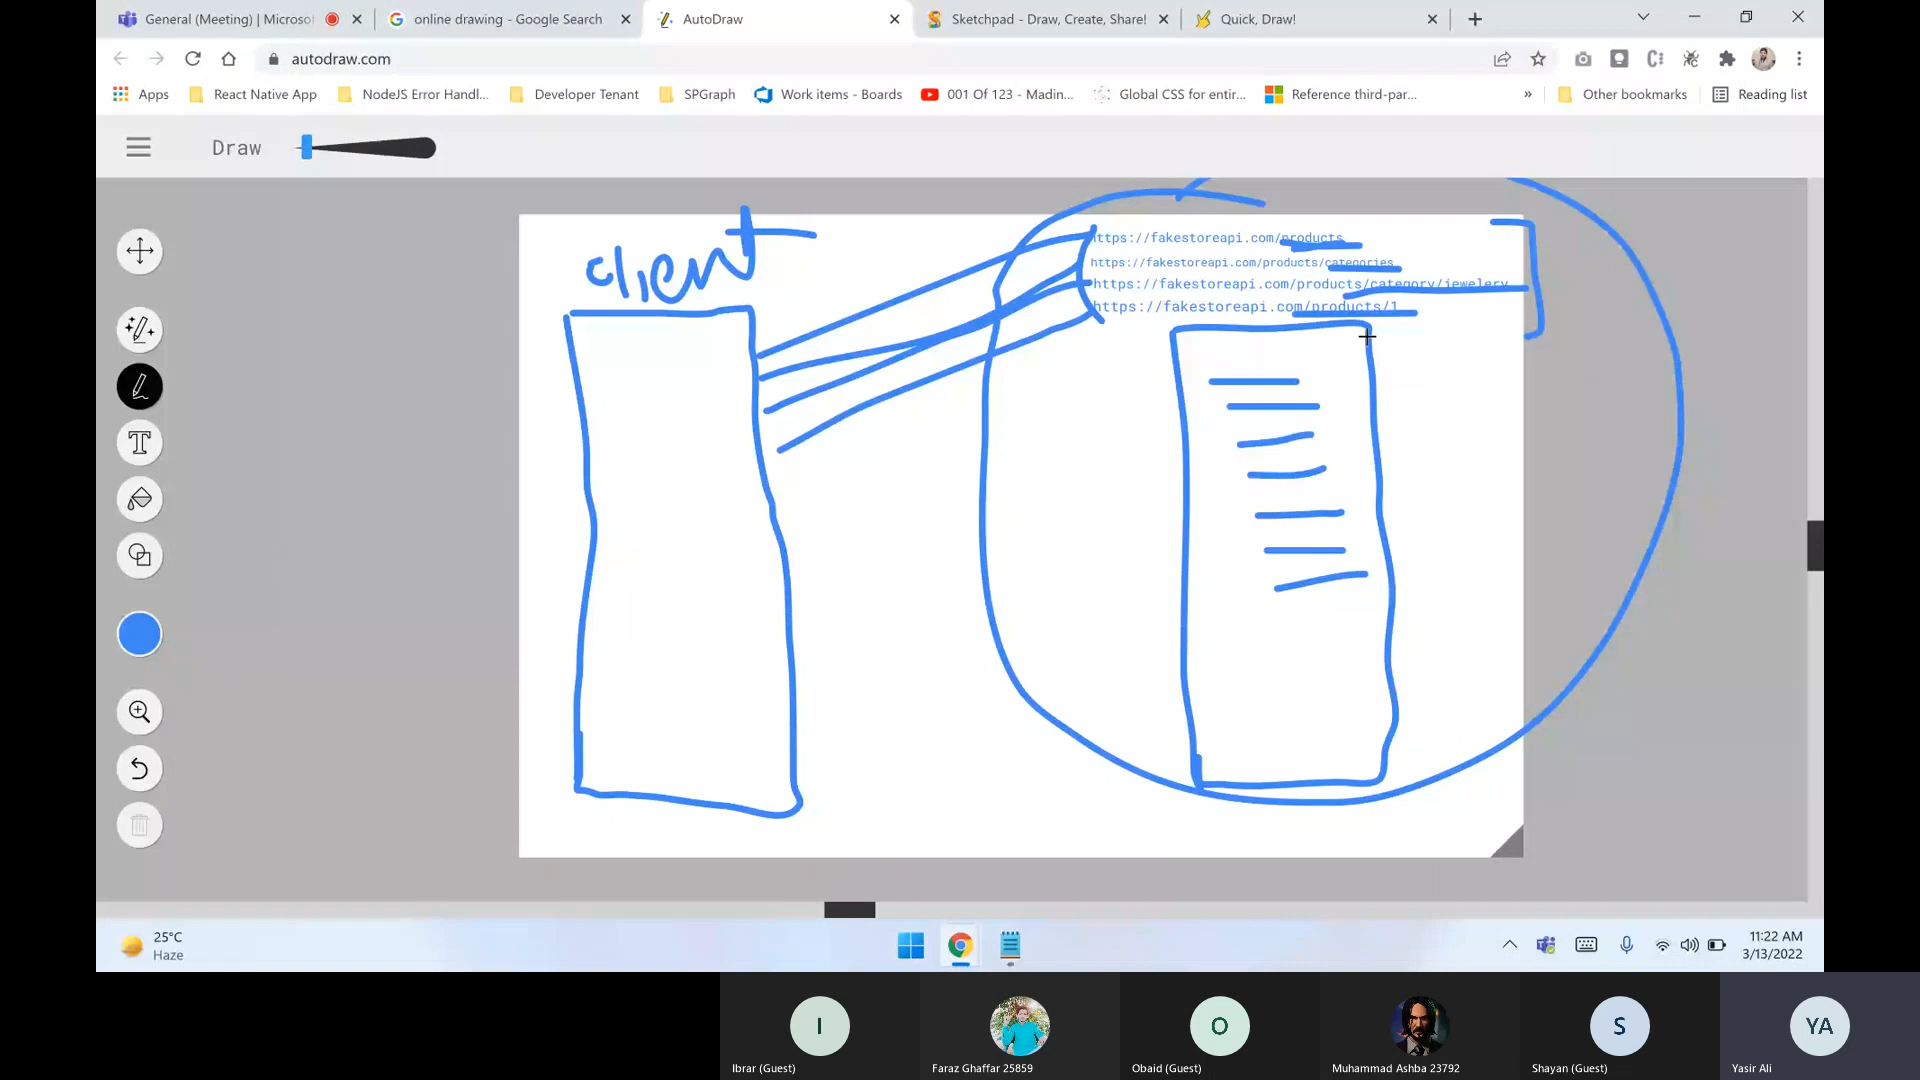 General (Meeting) | Microso
online drawing - Google Search
AutoDraw
Sketchpad - Draw, Create, Share!
Quick, Draw!
autodraw.com
Apps
React Native App
NodeJS Error Handl...
Developer Tenant
SPGraph
Work items - Boards
001 Of 123 - Madin...
Global CSS for entir...
Reference third-par...
»
Other bookmarks
Reading list
Draw
client
https://fakestoreapi.com/products
https://fakestoreapi.com/products/categories
https://fakestoreapi.com/products/category/jewelery
https://fakestoreapi.com/products/1
T
25°C
Haze
11:22 AM
3/13/2022
I
O
S
YA
Ibrar (Guest)
Faraz Ghaffar 25859
Obaid (Guest)
Muhammad Ashba 23792
Shayan (Guest)
Yasir Ali